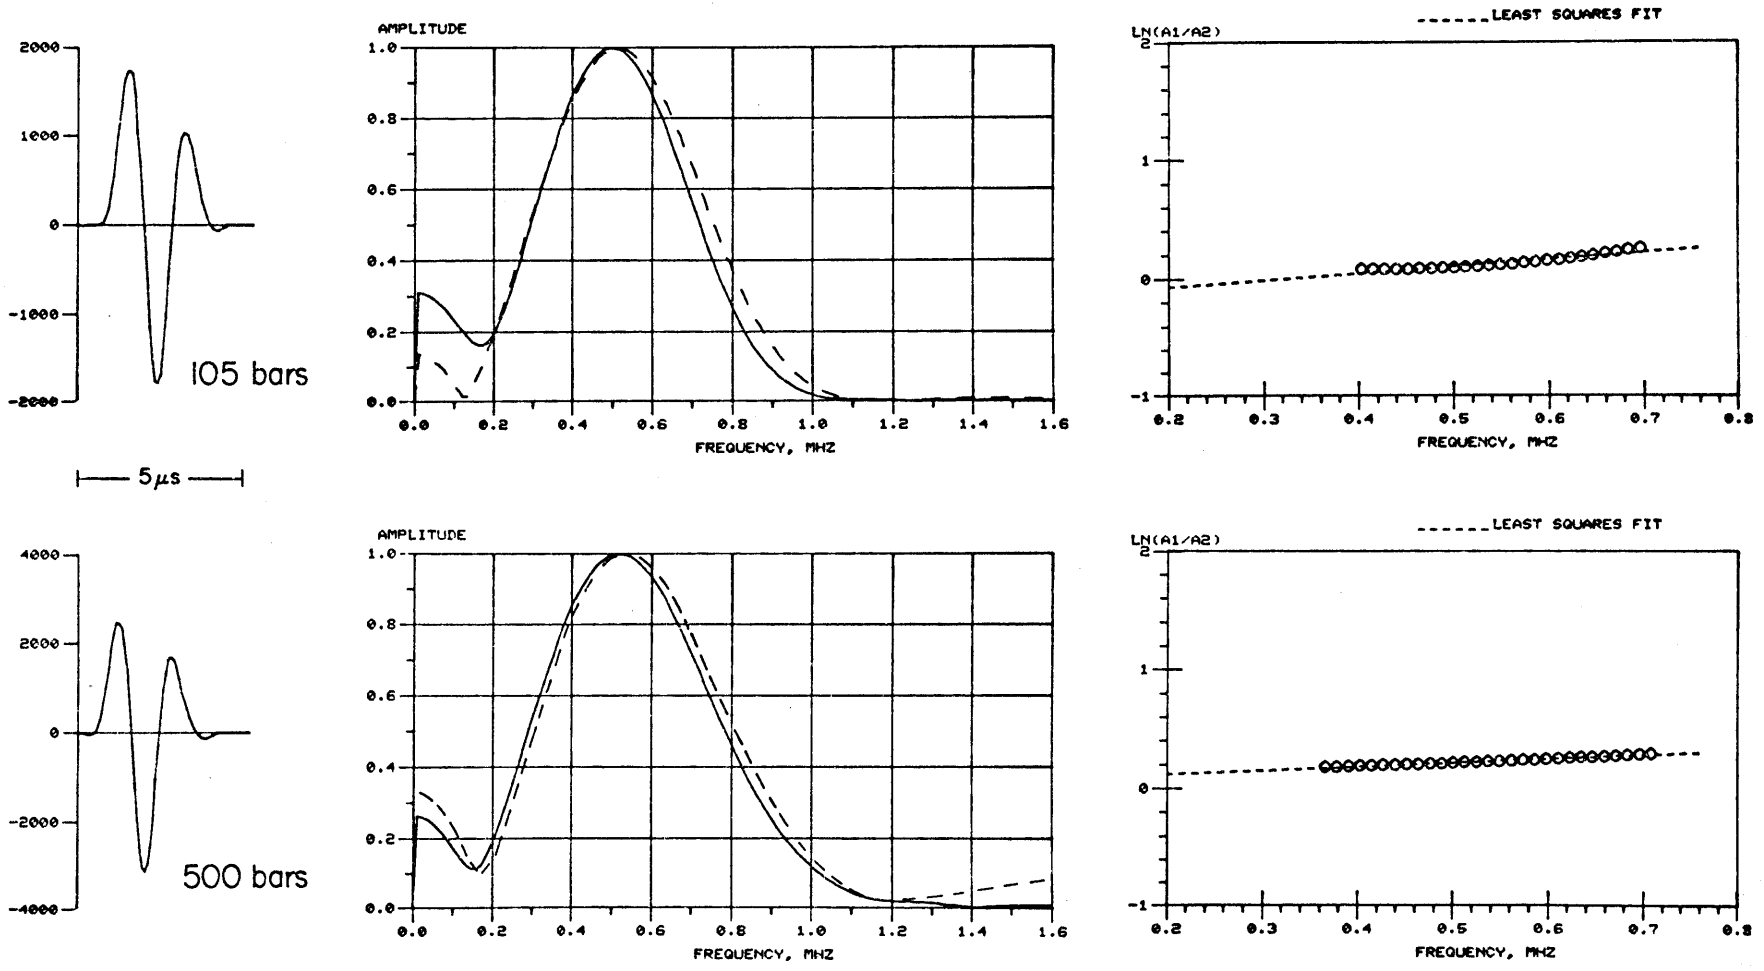 2000
1000
0
-1000
-2000
105 bars
AMPLITUDE
1.0
0.8
0.6
0.4
0.2
0.0
0.0 0.2 0.4 0.6 0.8 1.0 1.2 1.4 1.6
FREQUENCY, MHZ
------LEAST SQUARES FIT
LN(A1/A2)
2
1
0
-1
0.2 0.3 0.4 0.5 0.6 0.7 0.8
FREQUENCY, MHZ
5 μs
4000
2000
0
-2000
-4000
500 bars
AMPLITUDE
1.0
0.8
0.6
0.4
0.2
0.0
0.0 0.2 0.4 0.6 0.8 1.0 1.2 1.4 1.6
FREQUENCY, MHZ
------LEAST SQUARES FIT
LN(A1/A2)
2
1
0
-1
0.2 0.3 0.4 0.5 0.6 0.7 0.8
FREQUENCY, MHZ